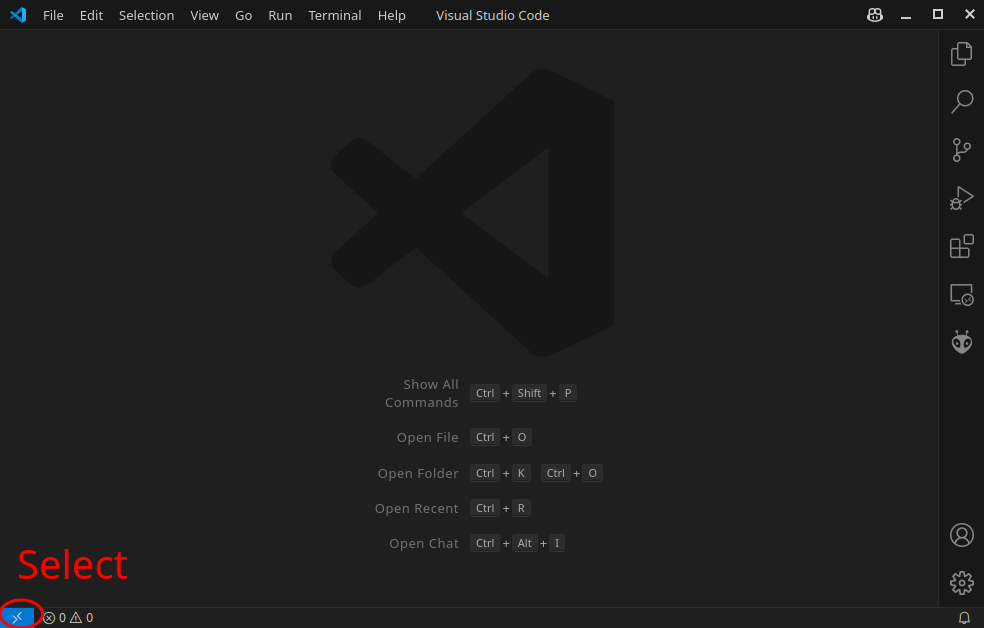 File Edit Selection View Go Run Terminal Help Visual Studio Code
Show All
Commands Ctrl + Shift + P
Open File Ctrl + O
Open Folder Ctrl + K Ctrl + O
Open Recent Ctrl + R
Open Chat Ctrl + Alt + I
Select
0 0